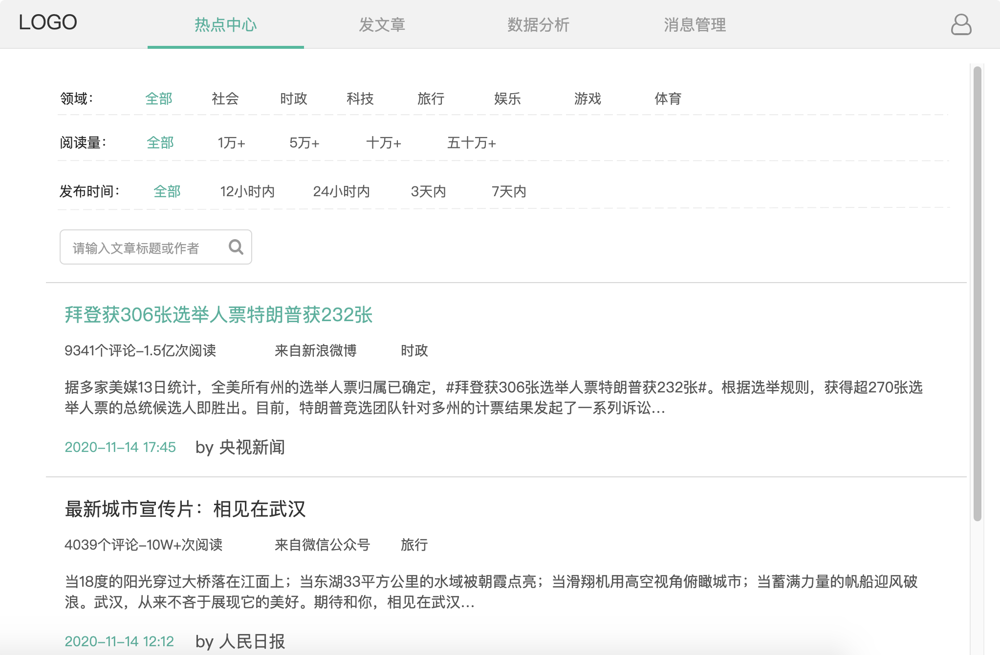 LOGO 热点中心 发文章 数据分析 消息管理
领域： 全部 社会 时政 科技 旅行 娱乐 游戏 体育
阅读量： 全部 1万+ 5万+ 十万+ 五十万+
发布时间： 全部 12小时内 24小时内 3天内 7天内
请输入文章标题或作者
拜登获306张选举人票特朗普获232张
9341个评论-1.5亿次阅读 来自新浪微博 时政
据多家美媒13日统计，全美所有州的选举人票归属已确定，#拜登获306张选举人票特朗普获232张#。根据选举规则，获得超270张选
举人票的总统候选人即胜出。目前，特朗普竞选团队针对多州的计票结果发起了一系列诉讼...
2020-11-14 17:45 by 央视新闻
最新城市宣传片：相见在武汉
4039个评论-10W+次阅读 来自微信公众号 旅行
当18度的阳光穿过大桥落在江面上；当东湖33平方公里的水域被朝霞点亮；当滑翔机用高空视角俯瞰城市；当蓄满力量的帆船迎风破
浪。武汉，从来不吝于展现它的美好。期待和你，相见在武汉...
2020-11-14 12:12 by 人民日报